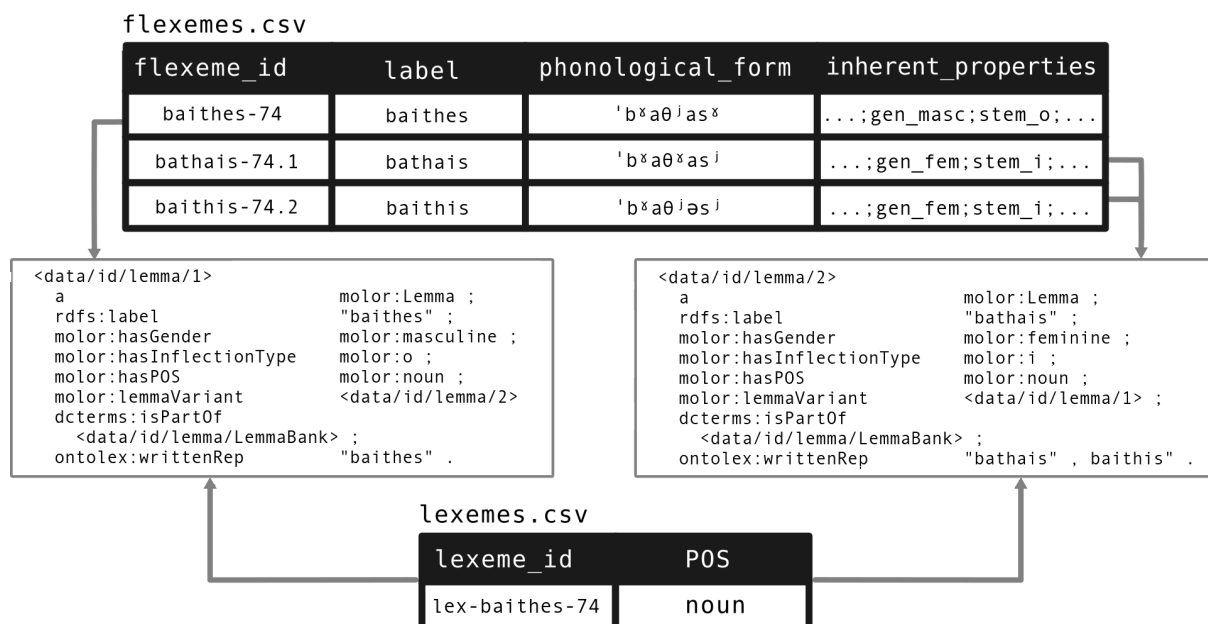 flexemes.csv
flexeme_id label phonological_form inherent_properties
baithes-74 baithes ˈbˠaθʲasˠ ...;gen_masc;stem_o;...
bathais-74.1 bathais ˈbˠaθˠasʲ ...;gen_fem;stem_i;...
baithis-74.2 baithis ˈbˠaθʲəsʲ ...;gen_fem;stem_i;...
<data/id/lemma/1>
a molor:Lemma ;
rdfs:label "baithes" ;
molor:hasGender molor:masculine ;
molor:hasInflectionType molor:o ;
molor:hasPOS molor:noun ;
molor:lemmaVariant <data/id/lemma/2>
dcterms:isPartOf
<data/id/lemma/LemmaBank> ;
ontolex:writtenRep "baithes" .
<data/id/lemma/2>
a molor:Lemma ;
rdfs:label "bathais" ;
molor:hasGender molor:feminine ;
molor:hasInflectionType molor:i ;
molor:hasPOS molor:noun ;
molor:lemmaVariant <data/id/lemma/1> ;
dcterms:isPartOf
<data/id/lemma/LemmaBank> ;
ontolex:writtenRep "bathais" , baithis" .
lexemes.csv
lexeme_id POS
lex-baithes-74 noun